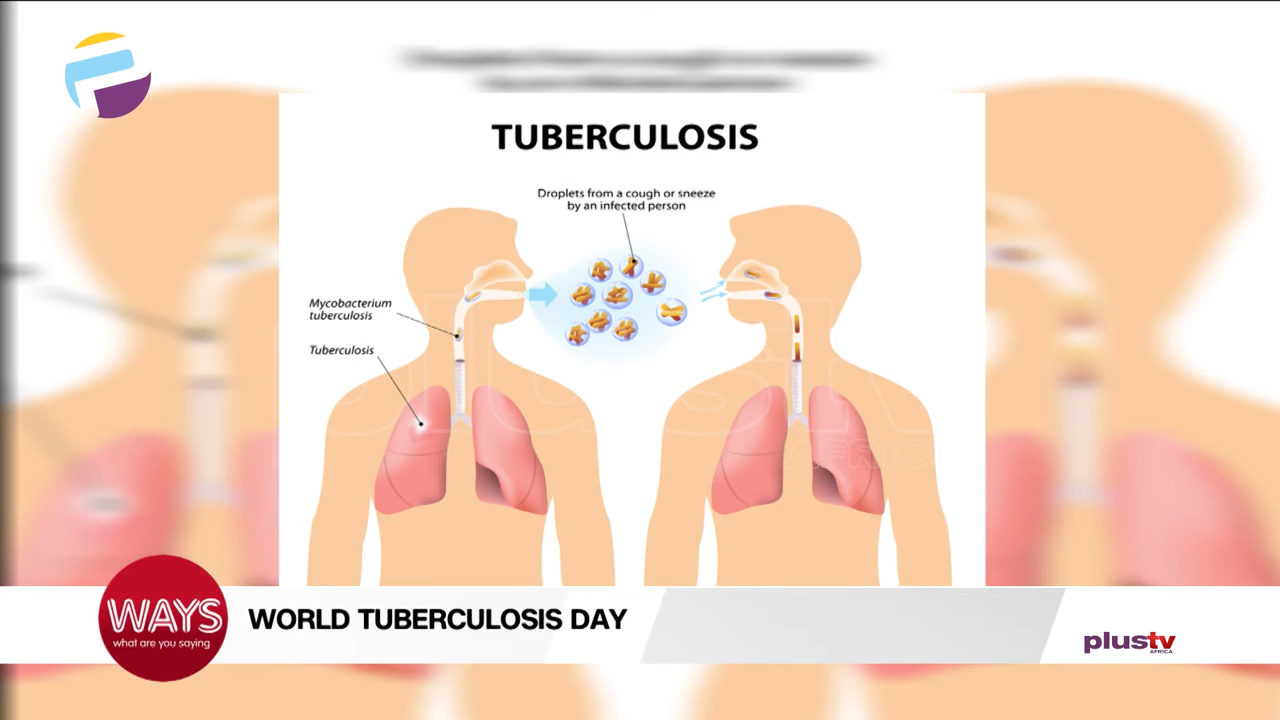 TUBERCULOSIS
Droplets from a cough or sneeze
by an infected person
Mycobacterium
tuberculosis
Tuberculosis
AFRIC
WAYS
what are you saying
WORLD TUBERCULOSIS DAY
plustv
AFRICA